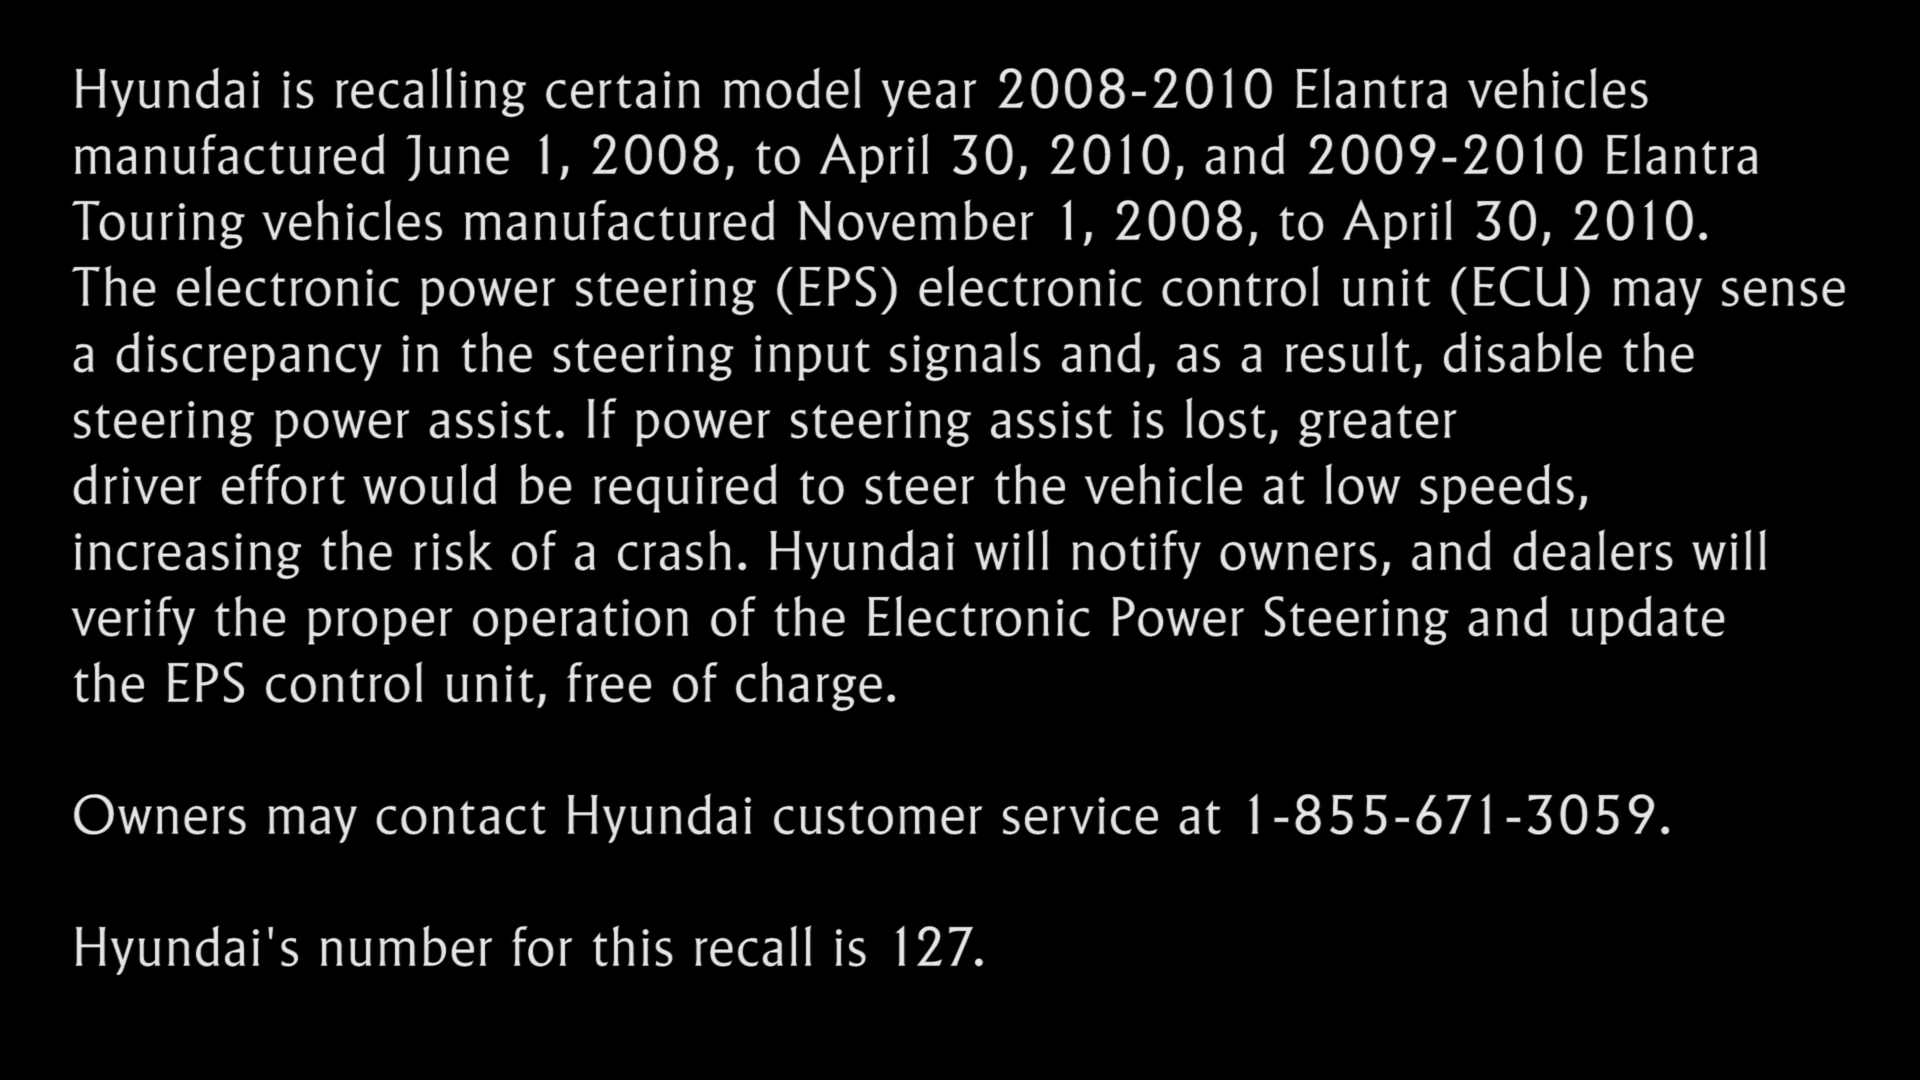 Hyundai is recalling certain model year 2008-2010 Elantra vehicles
manufactured June 1, 2008, to April 30, 2010, and 2009-2010 Elantra
Touring vehicles manufactured November 1, 2008, to April 30, 2010.
The electronic power steering (EPS) electronic control unit (ECU) may sense
a discrepancy in the steering input signals and, as a result, disable the
steering power assist. If power steering assist is lost, greater
driver effort would be required to steer the vehicle at low speeds,
increasing the risk of a crash. Hyundai will notify owners, and dealers will
verify the proper operation of the Electronic Power Steering and update
the EPS control unit, free of charge.
Owners may contact Hyundai customer service at 1-855-671-3059.
Hyundai's number for this recall is 127.